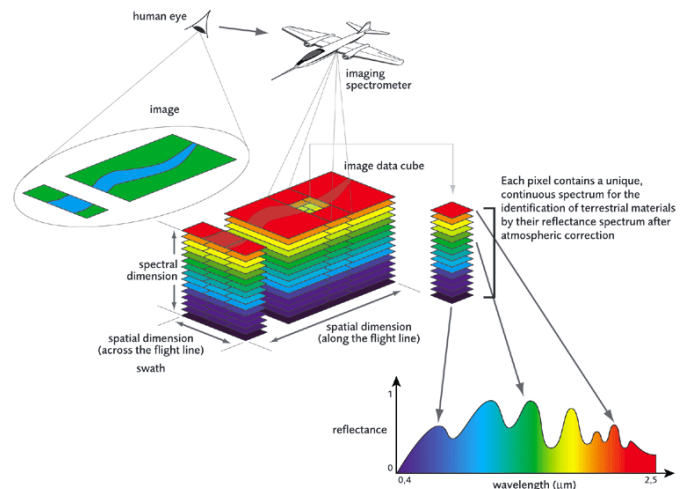 human eye
imaging
spectrometer
image
image data cube
Each pixel contains a unique,
continuous spectrum for the
identification of terrestrial materials
by their reflectance spectrum after
atmospheric correction
spectral
dimension
spatial dimension
(across the flight line)
swath
spatial dimension
(along the flight line)
1
reflectance
0
0,4
wavelength (μm)
2,5